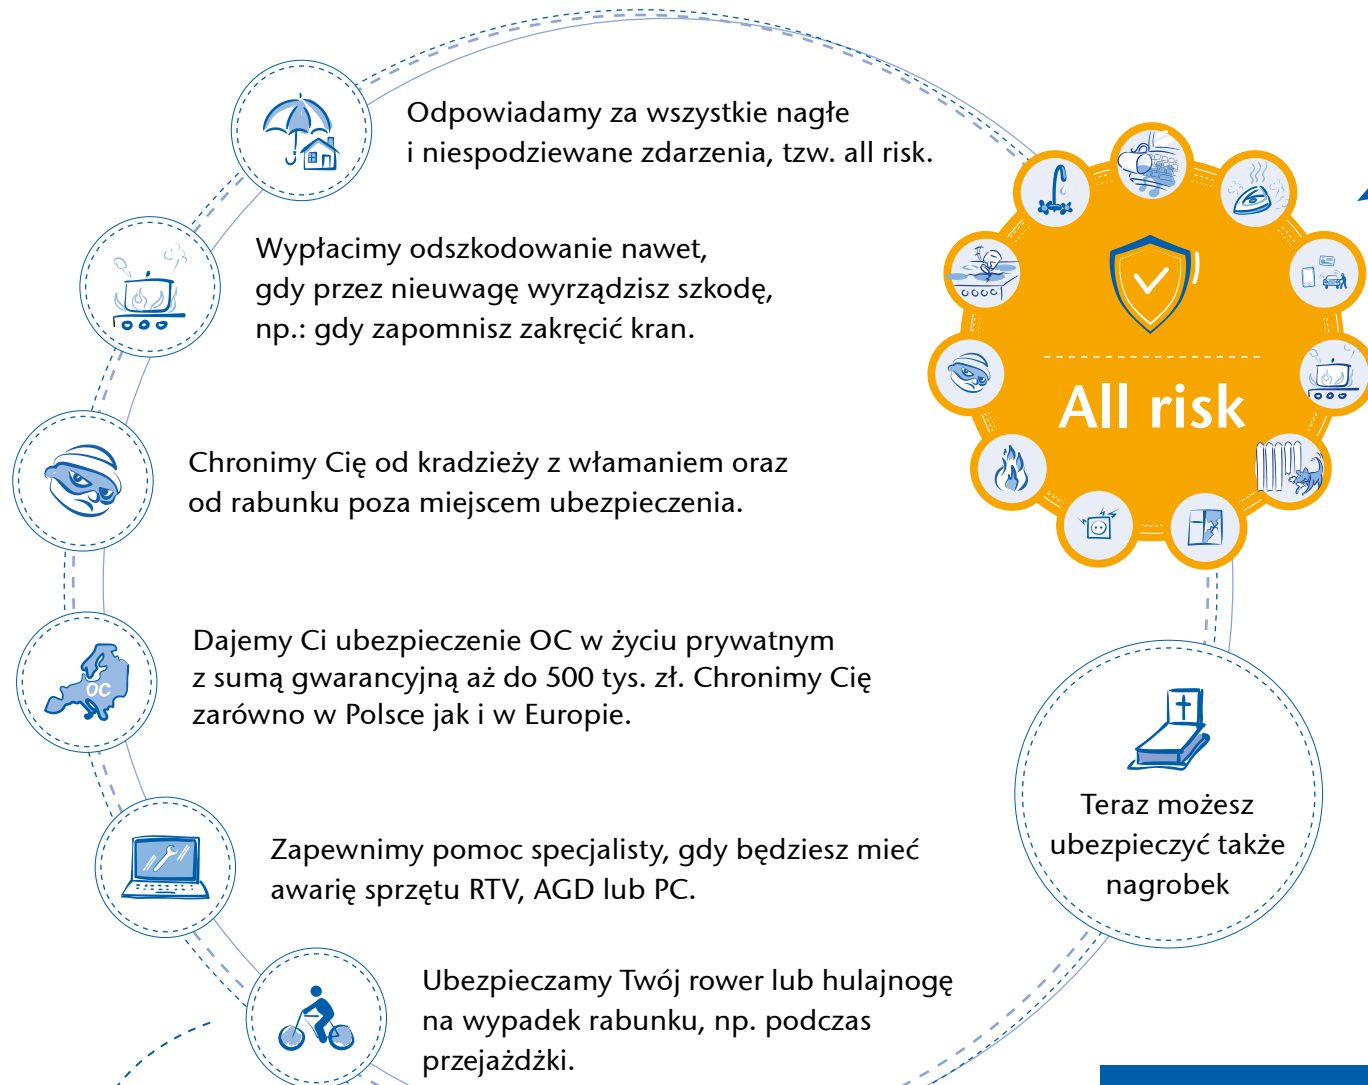 Odpowiadamy za wszystkie nagłe
i niespodziewane zdarzenia, tzw. all risk.
Wypłacimy odszkodowanie nawet,
gdy przez nieuwagę wyrządzisz szkodę,
np.: gdy zapomnisz zakręcić kran.
Chronimy Cię od kradzieży z włamaniem oraz
od rabunku poza miejscem ubezpieczenia.
OC
Dajemy Ci ubezpieczenie OC w życiu prywatnym
z sumą gwarancyjną aż do 500 tys. zł. Chronimy Cię
zarówno w Polsce jak i w Europie.
Zapewnimy pomoc specjalisty, gdy będziesz mieć
awarię sprzętu RTV, AGD lub PC.
Ubezpieczamy Twój rower lub hulajnogę
na wypadek rabunku, np. podczas
przejażdżki.
All risk
Teraz możesz
ubezpieczyć także
nagrobek